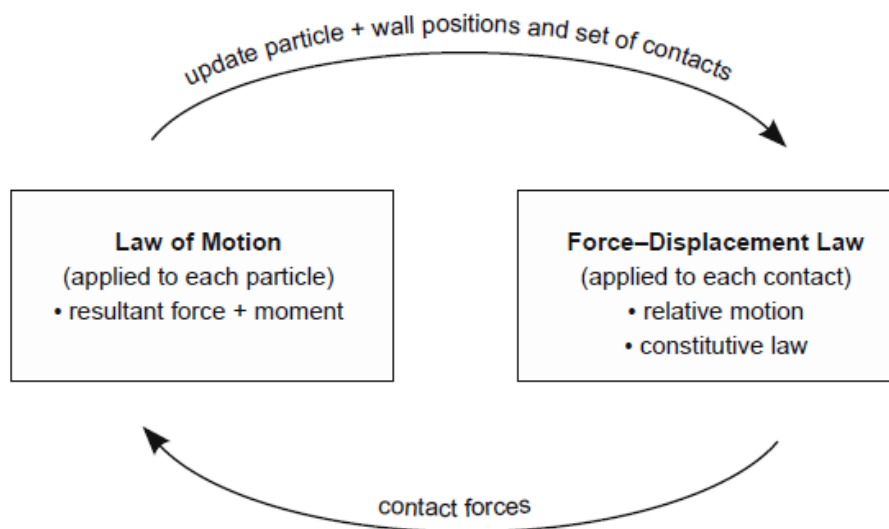 update particle + wall positions and set of contacts
Law of Motion
(applied to each particle)
• resultant force + moment
Force–Displacement Law
(applied to each contact)
• relative motion
• constitutive law
contact forces